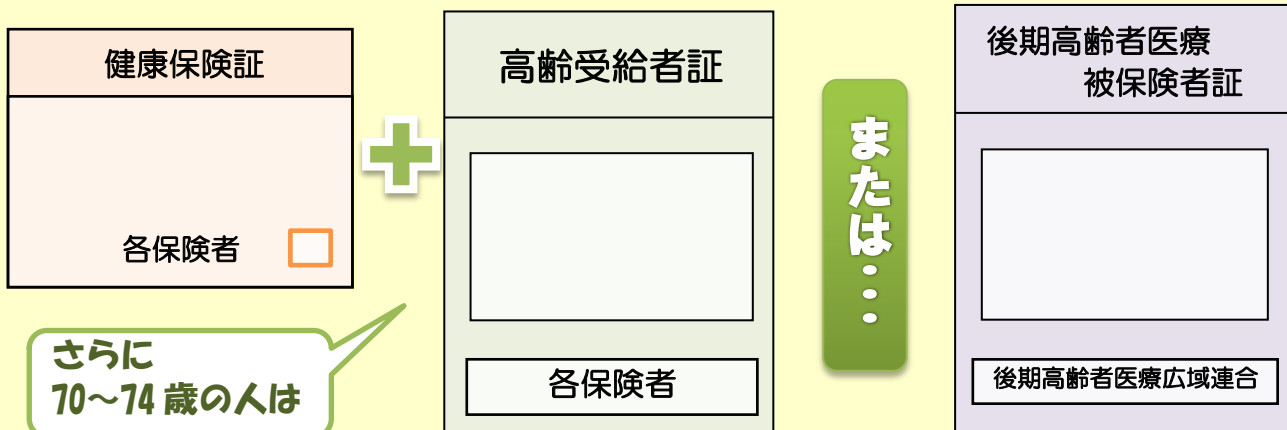 健康保険証
各保険者
さらに
70～74歳の人は
高齢受給者証
各保険者
または・・・
後期高齢者医療
被保険者証
後期高齢者医療広域連合